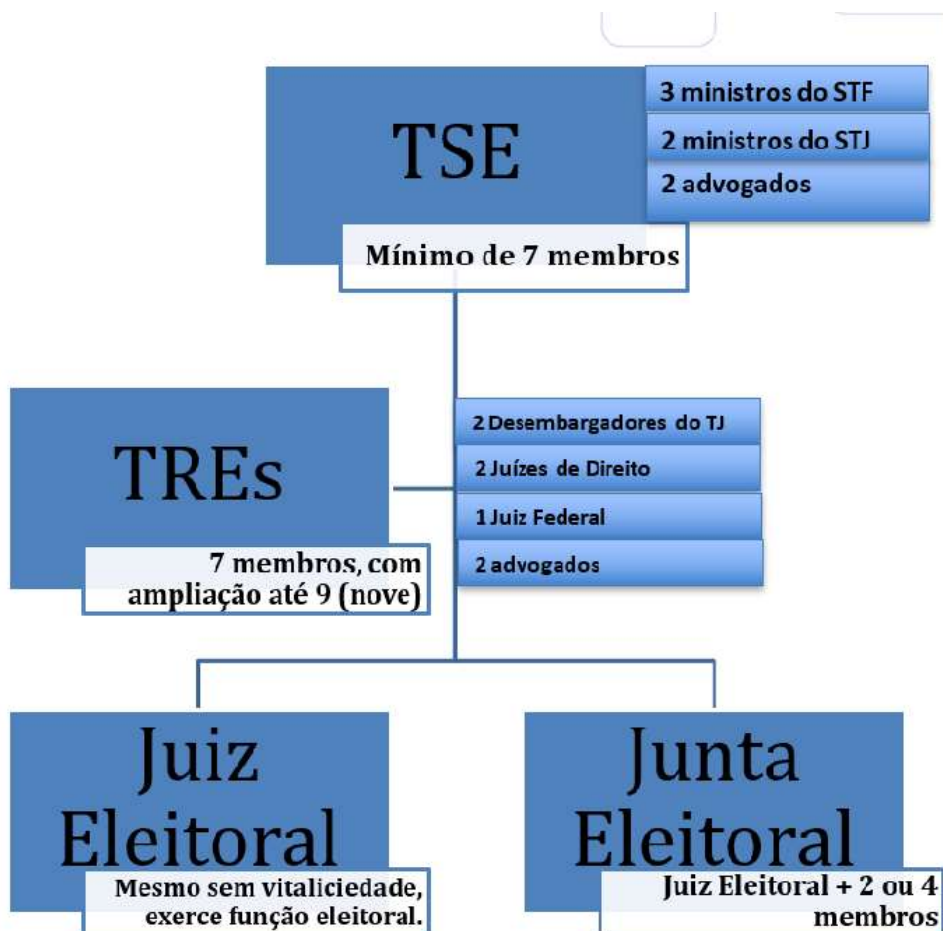 TSE
3 ministros do STF
2 ministros do STJ
2 advogados
Mínimo de 7 membros
TREs
2 Desembargadores do TJ
2 Juízes de Direito
1 Juiz Federal
2 advogados
7 membros, com
ampliação até 9 (nove)
Juiz
Eleitoral
Mesmo sem vitaliciedade,
exerce função eleitoral.
Junta
Eleitoral
Juiz Eleitoral + 2 ou 4
membros